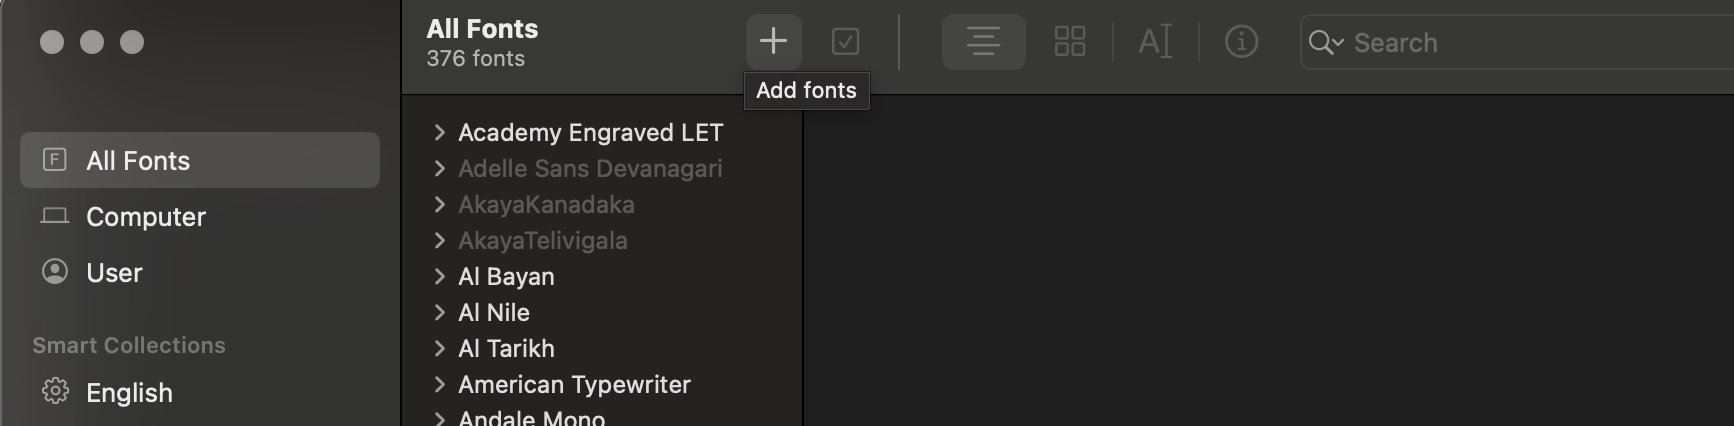 All Fonts
376 fonts
Search
Add fonts
All Fonts
Computer
User
Smart Collections
English
Academy Engraved LET
Adelle Sans Devanagari
AkayaKanadaka
AkayaTelivigala
Al Bayan
Al Nile
Al Tarikh
American Typewriter
Andale Mono